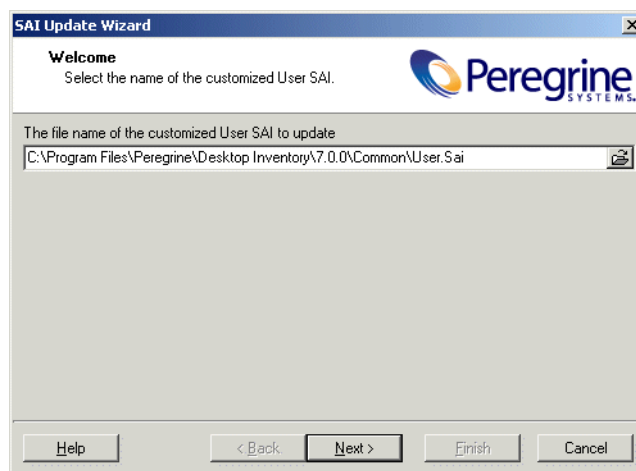 SAI Update Wizard
Welcome
Select the name of the customized User SAI.
Peregrine
SYSTEMS
The file name of the customized User SAI to update
C:\Program Files\Peregrine\Desktop Inventory\7.0.0\Common\User.Sai
Help
< Back
Next >
Finish
Cancel